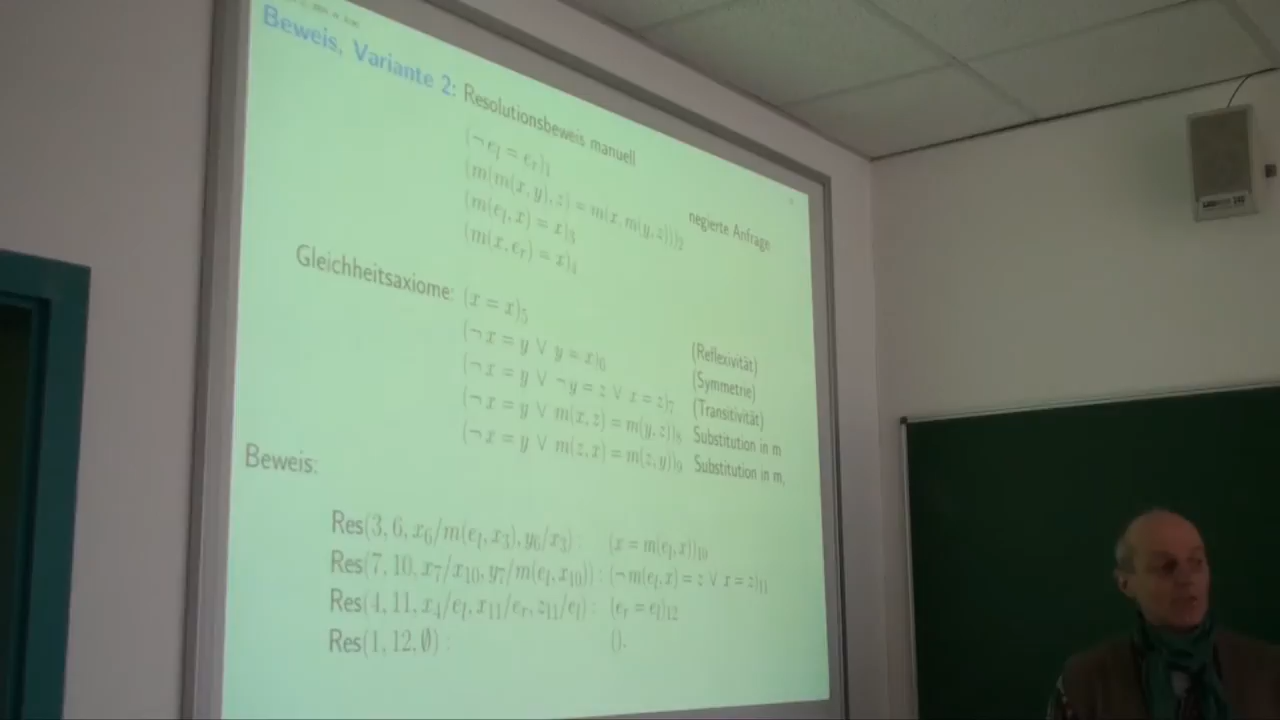 Beweis, Variante 2: Resolutionsbeweis manuell
(¬ e_l = e_r)_1 negierte Anfrage
(m(m(x, y), z) = m(x, m(y, z)))_2
(m(e_l, x) = x)_3
(m(x, e_r) = x)_4
Gleichheitsaxiome: (x = x)_5 (Reflexivität)
(¬ x = y ∨ y = x)_6 (Symmetrie)
(¬ x = y ∨ ¬ y = z ∨ x = z)_7 (Transitivität)
(¬ x = y ∨ m(x, z) = m(y, z))_8 Substitution in m
(¬ x = y ∨ m(z, x) = m(z, y))_9 Substitution in m,
Beweis:
Res(3, 6, x_6/m(e_l, x_3), y_6/x_3) : (x = m(e_l, x))_10
Res(7, 10, x_7/x_10, y_7/m(e_l, x_10)) : (¬ m(e_l, x) = z ∨ x = z)_11
Res(4, 11, x_4/e_l, x_11/e_r, z_11/e_l) : (e_r = e_l)_12
Res(1, 12, ∅) : ().